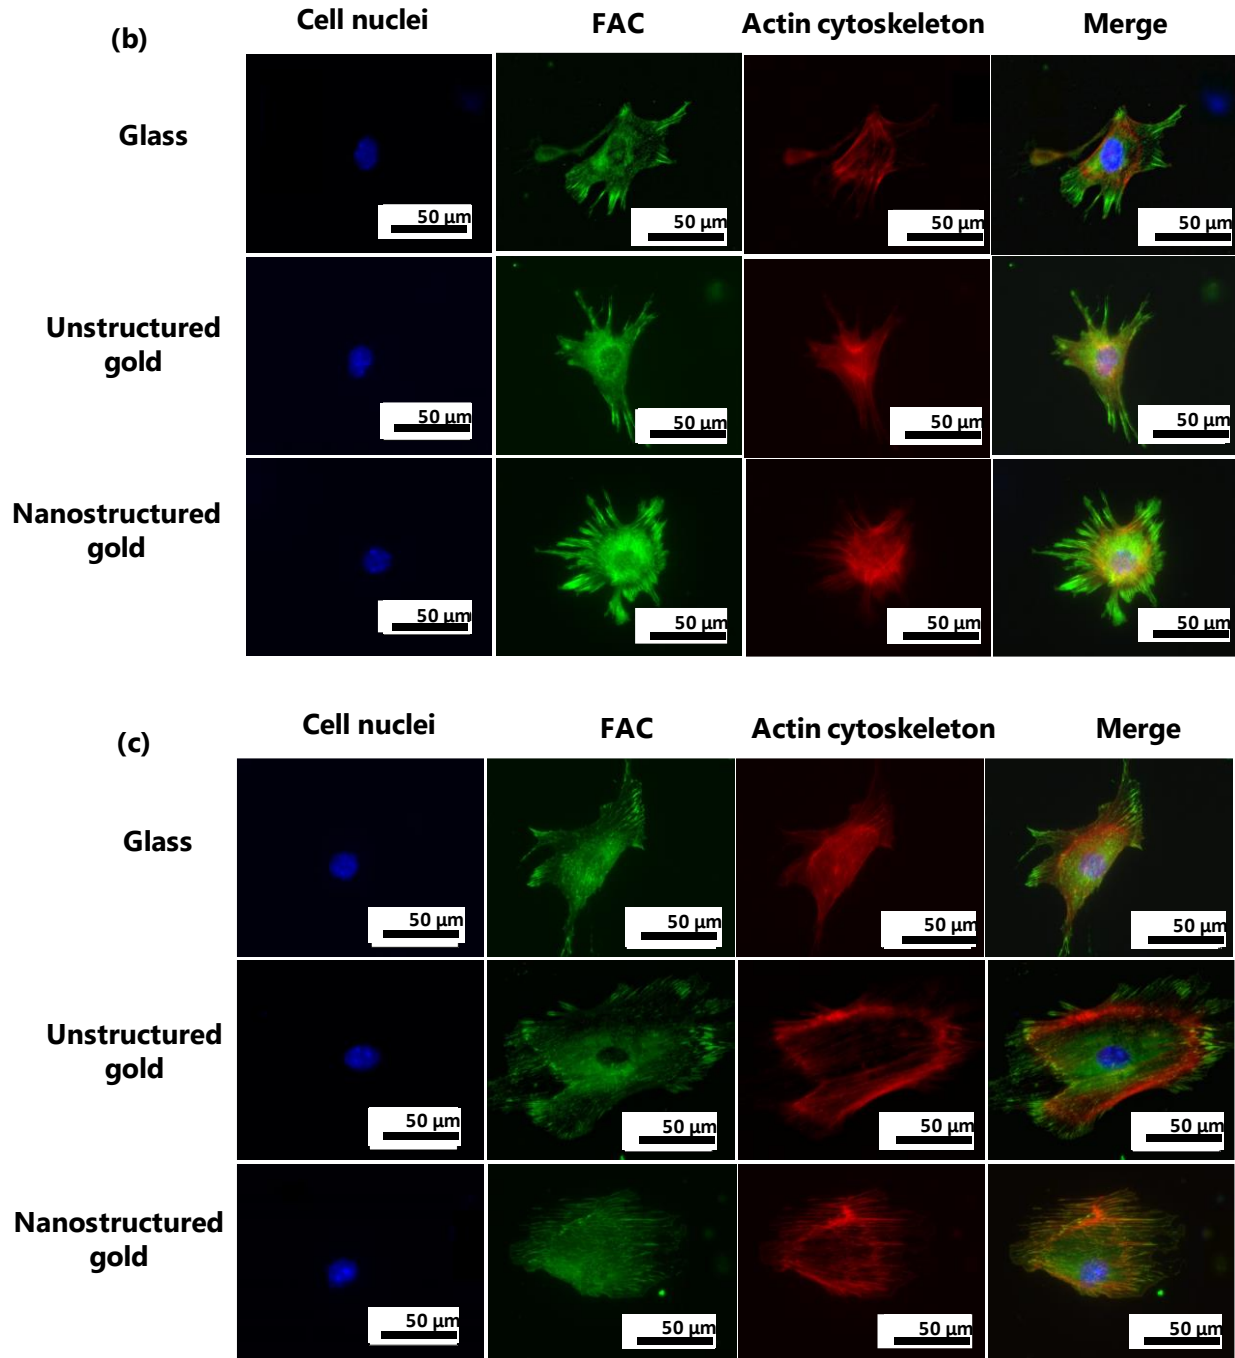 (b)
Cell nuclei FAC Actin cytoskeleton Merge
Glass
50 µm 50 µm 50 µm 50 µm
Unstructured
gold
50 µm 50 µm 50 µm 50 µm
Nanostructured
gold
50 µm 50 µm 50 µm 50 µm
(c)
Cell nuclei FAC Actin cytoskeleton Merge
Glass
50 µm 50 µm 50 µm 50 µm
Unstructured
gold
50 µm 50 µm 50 µm 50 µm
Nanostructured
gold
50 µm 50 µm 50 µm 50 µm